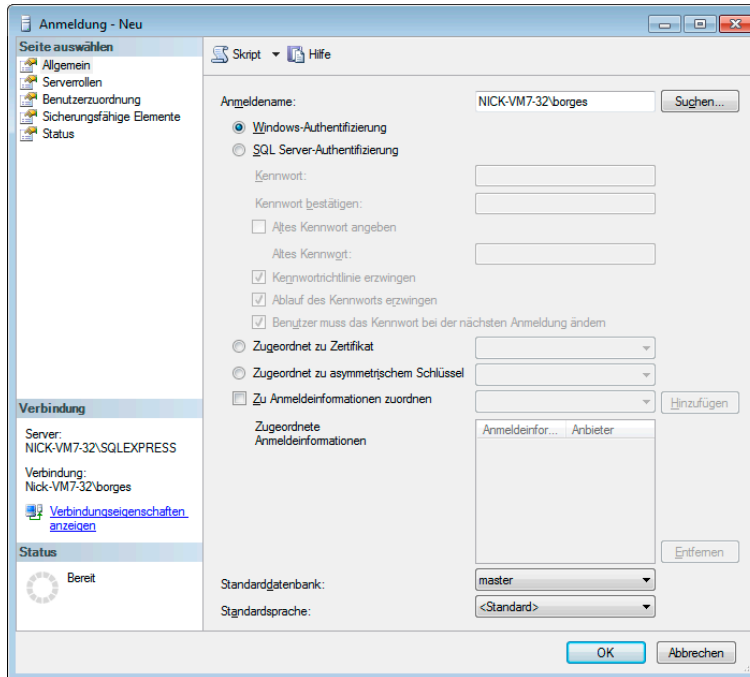 Anmeldung - Neu
Seite auswählen
Allgemein
Serverrollen
Benutzerzuordnung
Sicherungsfähige Elemente
Status
Verbindung
Server:
NICK-VM7-32\SQLEXPRESS
Verbindung:
Nick-VM7-32\borges
Verbindungseigenschaften
anzeigen
Status
Bereit
Skript Hilfe
Anmeldename: NICK-VM7-32\borges Suchen...
Windows-Authentifizierung
SQL Server-Authentifizierung
Kennwort:
Kennwort bestätigen:
Altes Kennwort angeben
Altes Kennwort:
Kennwortrichtlinie erzwingen
Ablauf des Kennworts erzwingen
Benutzer muss das Kennwort bei der nächsten Anmeldung ändern
Zugeordnet zu Zertifikat
Zugeordnet zu asymmetrischem Schlüssel
Zu Anmeldeinformationen zuordnen Hinzufügen
Zugeordnete
Anmeldeinformationen
Anmeldeinfor... Anbieter
Entfernen
Standarddatenbank: master
Standardsprache: <Standard>
OK Abbrechen